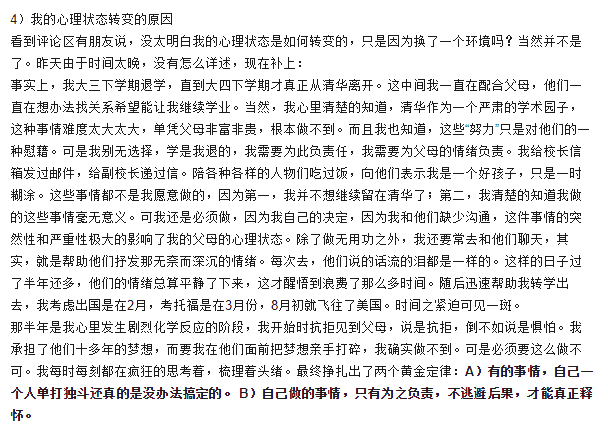 4）我的心理状态转变的原因
看到评论区有朋友说，没太明白我的心理状态是如何转变的，只是因为换了一个环境吗？当然并不是
了。昨天由于时间太晚，没有怎么详述，现在补上：
事实上，我大三下学期退学，直到大四下学期才真正从清华离开。这中间我一直在配合父母，他们一
直在想办法找关系希望能让我继续学业。当然，我心里清楚的知道，清华作为一个严肃的学术园子，
这种事情难度太大太大，单凭父母非富非贵，根本做不到。而且我也知道，这些“努力”只是对他们的一
种慰藉。可是我别无选择，学是我退的，我需要为此负责任，我需要为父母的情绪负责。我给校长信
箱发过邮件，给副校长递过信。陪各种各样的人物们吃过饭，向他们表示我是一个好孩子，只是一时
糊涂。这些事情都不是我愿意做的，因为第一，我并不想继续留在清华了；第二，我清楚的知道我做
的这些事情毫无意义。可我还是必须做，因为我自己的决定，因为我和他们缺少沟通，这件事情的突
然性和严重性极大的影响了我的父母的心理状态。除了做无用功之外，我还要常去和他们聊天，其
实，就是帮助他们抒发那无奈而深沉的情绪。每次去，他们说的话流的泪都是一样的。这样的日子过
了半年还多，他们的情绪总算平静了下来，这才醒悟到浪费了那么多时间。随后迅速帮助我转学出
去，我考虑出国是在2月，考托福是在3月份，8月初就飞往了美国。时间之紧迫可见一斑。
那半年是我心里发生剧烈化学反应的阶段，我开始时抗拒见到父母，说是抗拒，倒不如说是惧怕。我
承担了他们十多年的梦想，而要我在他们面前把梦想亲手打碎，我确实做不到。可是必须要这么做不
可。我每时每刻都在疯狂的思考着，梳理着头绪。最终挣扎出了两个黄金定律：A）有的事情，自己一
个人单打独斗还真的是没办法搞定的。 B）自己做的事情，只有为之负责，不逃避后果，才能真正释
怀。